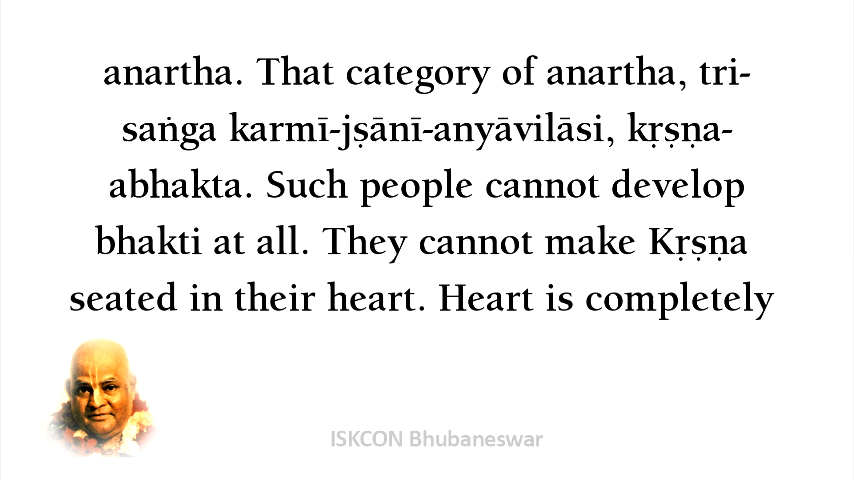 anartha. That category of anartha, tri-
saṅga karmī-jṣānī-anyāvilāsi, kṛṣṇa-
abhakta. Such people cannot develop
bhakti at all. They cannot make Kṛṣṇa
seated in their heart. Heart is completely
ISKCON Bhubaneswar